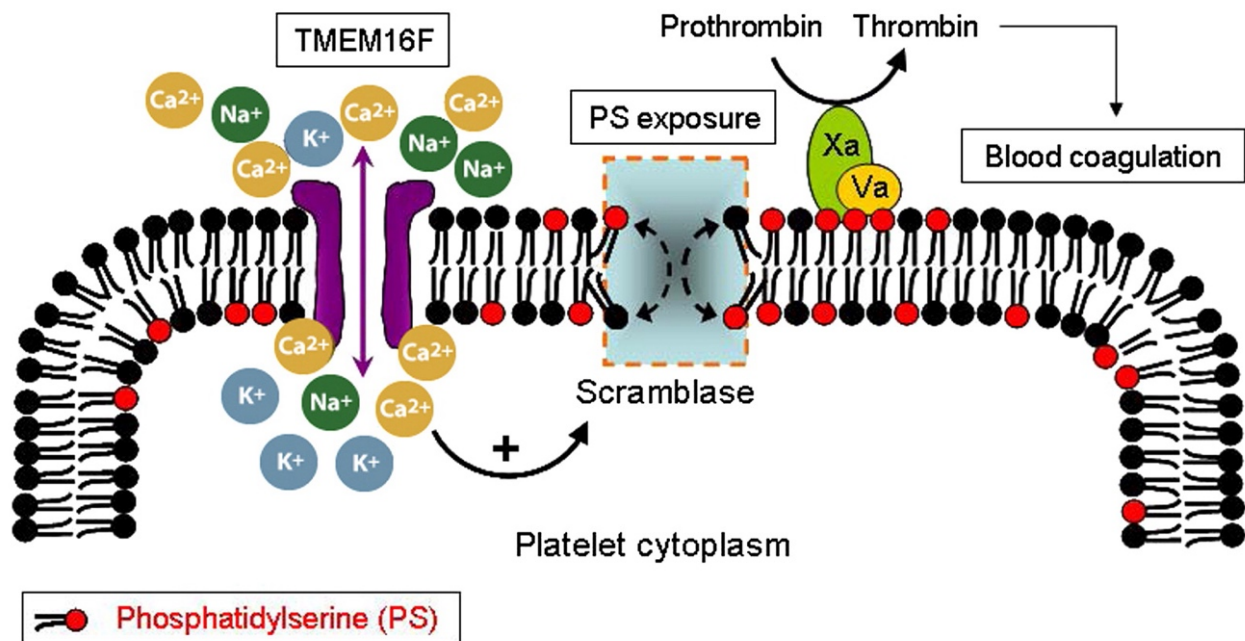 TMEM16F
Prothrombin Thrombin
Ca2+
Na+
Ca2+
K+
Ca2+
Ca2+
Na+
Na+
PS exposure
Xa
Va
Blood coagulation
Ca2+
Ca2+
K+
Na+
Ca2+
K+
K+
+
Scramblase
Platelet cytoplasm
Phosphatidylserine (PS)